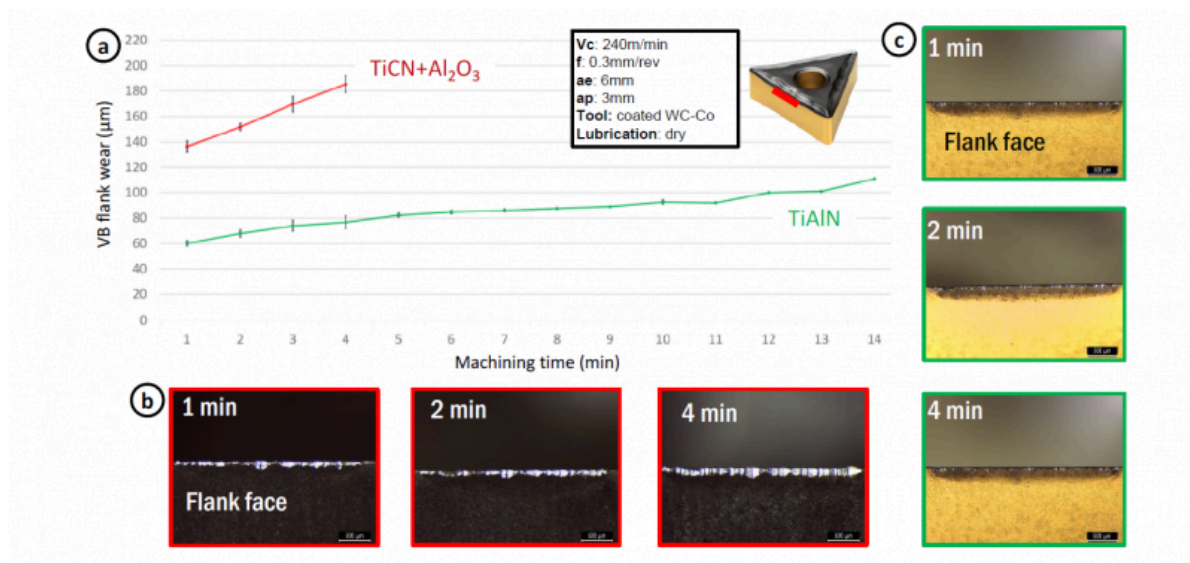 a
220
200
180
160
140
120
100
80
60
40
20
0
VB flank wear (µm)
TiCN+Al₂O₃
TiAlN
Vc: 240m/min
f: 0.3mm/rev
ae: 6mm
ap: 3mm
Tool: coated WC-Co
Lubrication: dry
1 2 3 4 5 6 7 8 9 10 11 12 13 14
Machining time (min)
b
1 min
Flank face
2 min
4 min
c
1 min
Flank face
2 min
4 min